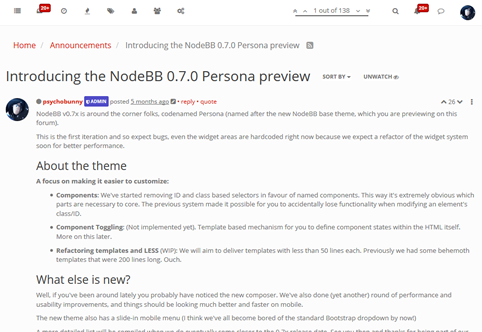 20+
1 out of 138
20+
Home / Announcements / Introducing the NodeBB 0.7.0 Persona preview
Introducing the NodeBB 0.7.0 Persona preview SORT BY UNWATCH
psychobunny ADMIN posted 5 months ago • reply • quote 26
NodeBB v0.7x is around the corner folks, codenamed Persona (named after the new NodeBB base theme, which you are previewing on this
forum).
This is the first iteration and so expect bugs, even the widget areas are hardcoded right now because we expect a refactor of the widget system
soon for better performance.
About the theme
A focus on making it easier to customize:
• Components: We've started removing ID and class based selectors in favour of named components. This way it's extremely obvious which
parts are necessary to core. The previous system made it possible for you to accidentally lose functionality when modifying an element's
class/ID.
• Component Toggling: (Not implemented yet). Template based mechanism for you to define component states within the HTML itself.
More on this later.
• Refactoring templates and LESS (WIP): We will aim to deliver templates with less than 50 lines each. Previously we had some behemoth
templates that were 200 lines long. Ouch.
What else is new?
Well, if you've been around lately you probably have noticed the new composer. We've also done (yet another) round of performance and
usability improvements, and things should be looking much better and faster on mobile.
The new theme also has a slide-in mobile menu (I think we've all become bored of the standard Bootstrap dropdown by now!)